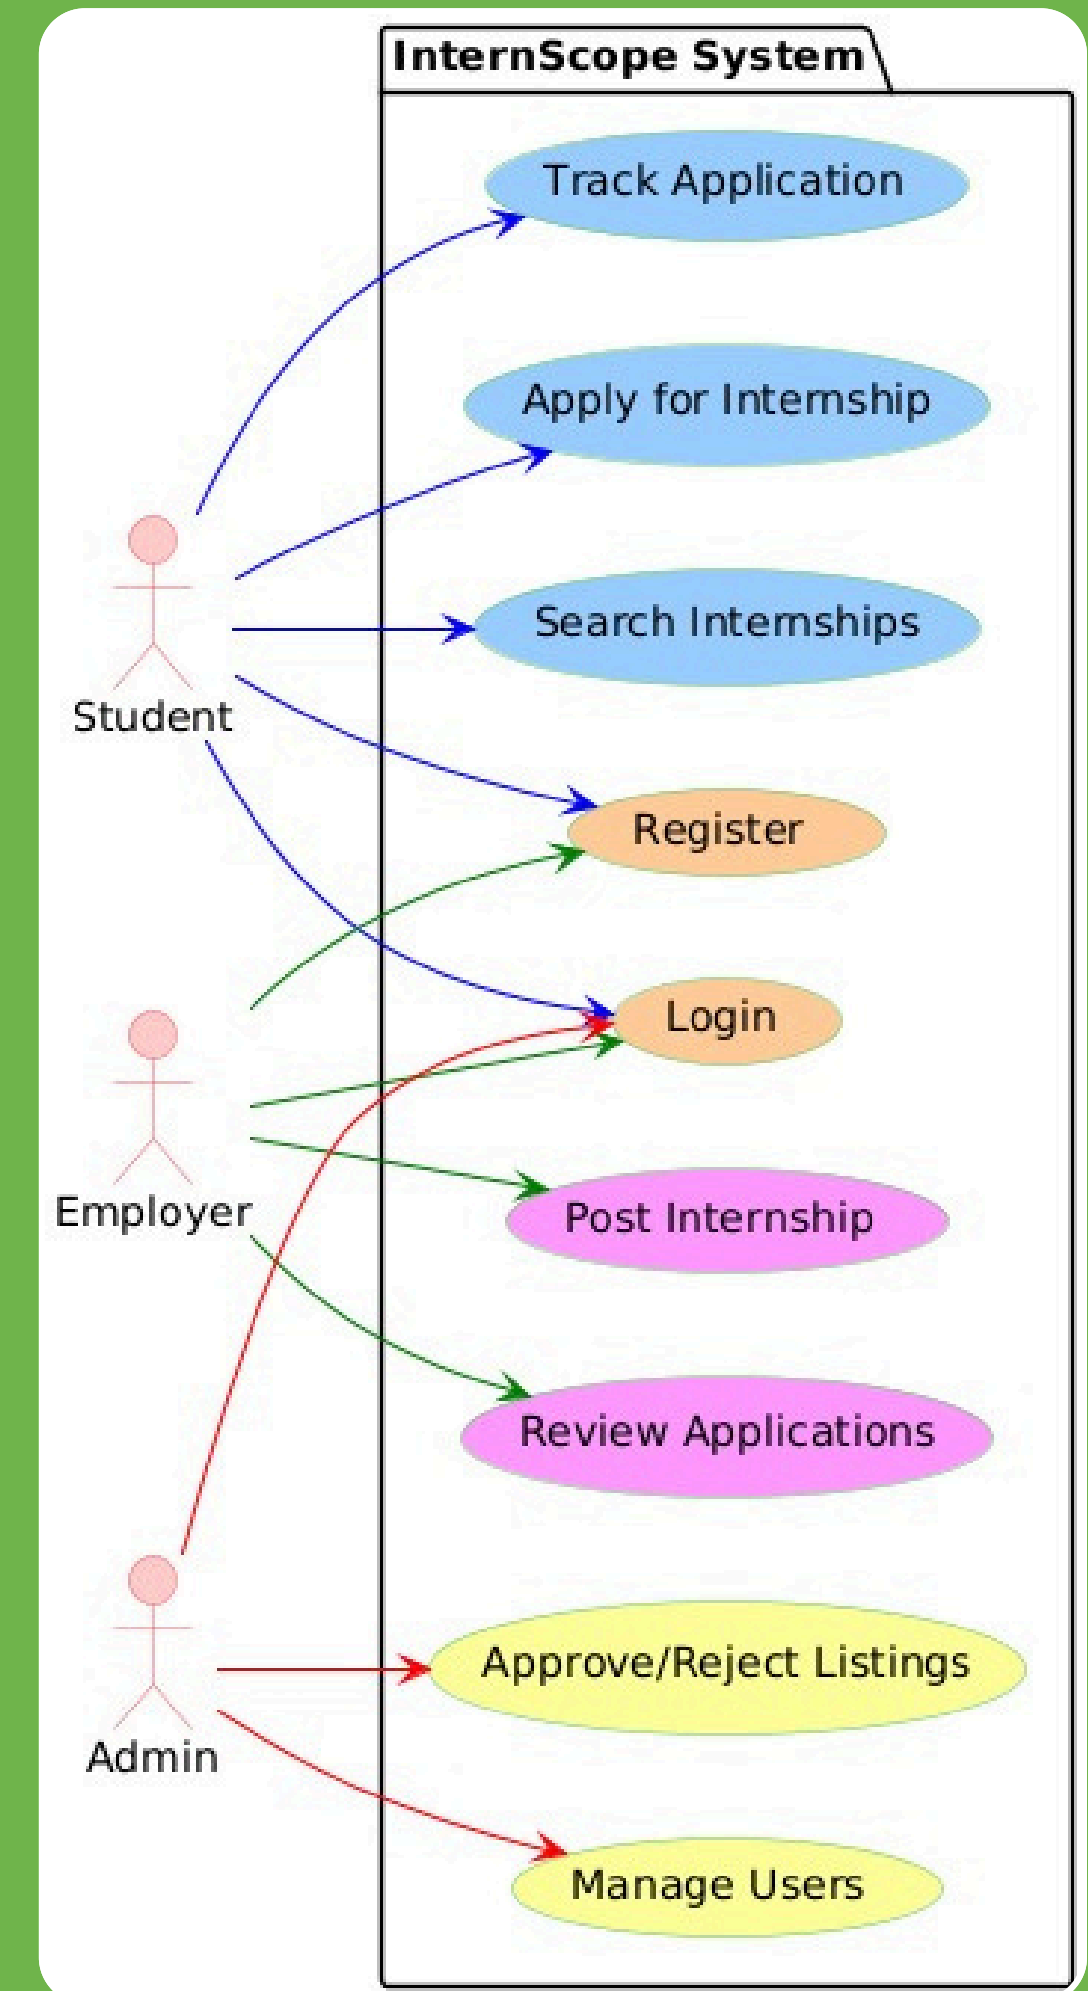 InternScope System
Track Application
Apply for Internship
Search Internships
Student
Register
Login
Employer
Post Internship
Review Applications
Approve/Reject Listings
Admin
Manage Users